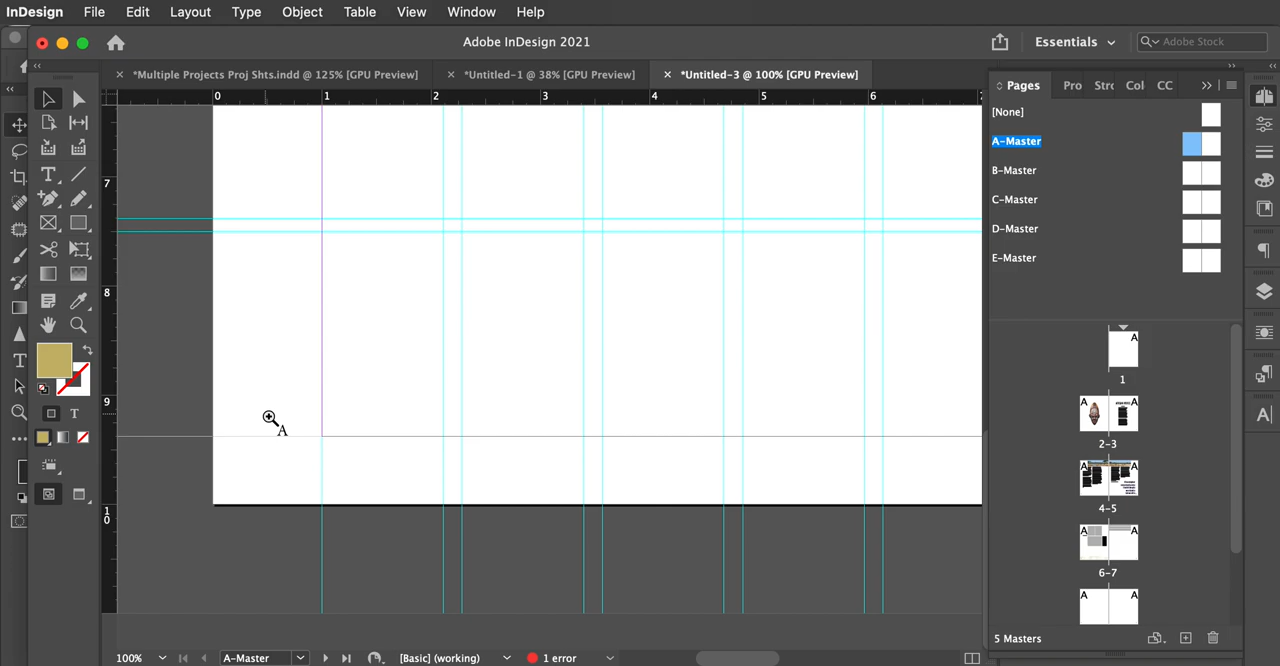 InDesign File Edit Layout Type Object Table View Window Help
Adobe InDesign 2021
Essentials
Adobe Stock
*Multiple Projects Proj Shts.indd @ 125% [GPU Preview]
*Untitled-1 @ 38% [GPU Preview]
*Untitled-3 @ 100% [GPU Preview]
Pages Pro Stro Col CC
0 1 2 3 4 5 6 7
[None]
A-Master
B-Master
C-Master
D-Master
E-Master
7
8
9
10
A
A
1
A A
2-3
A A
4-5
A
6-7
A A
5 Masters
100%
A-Master
[Basic] (working)
1 error